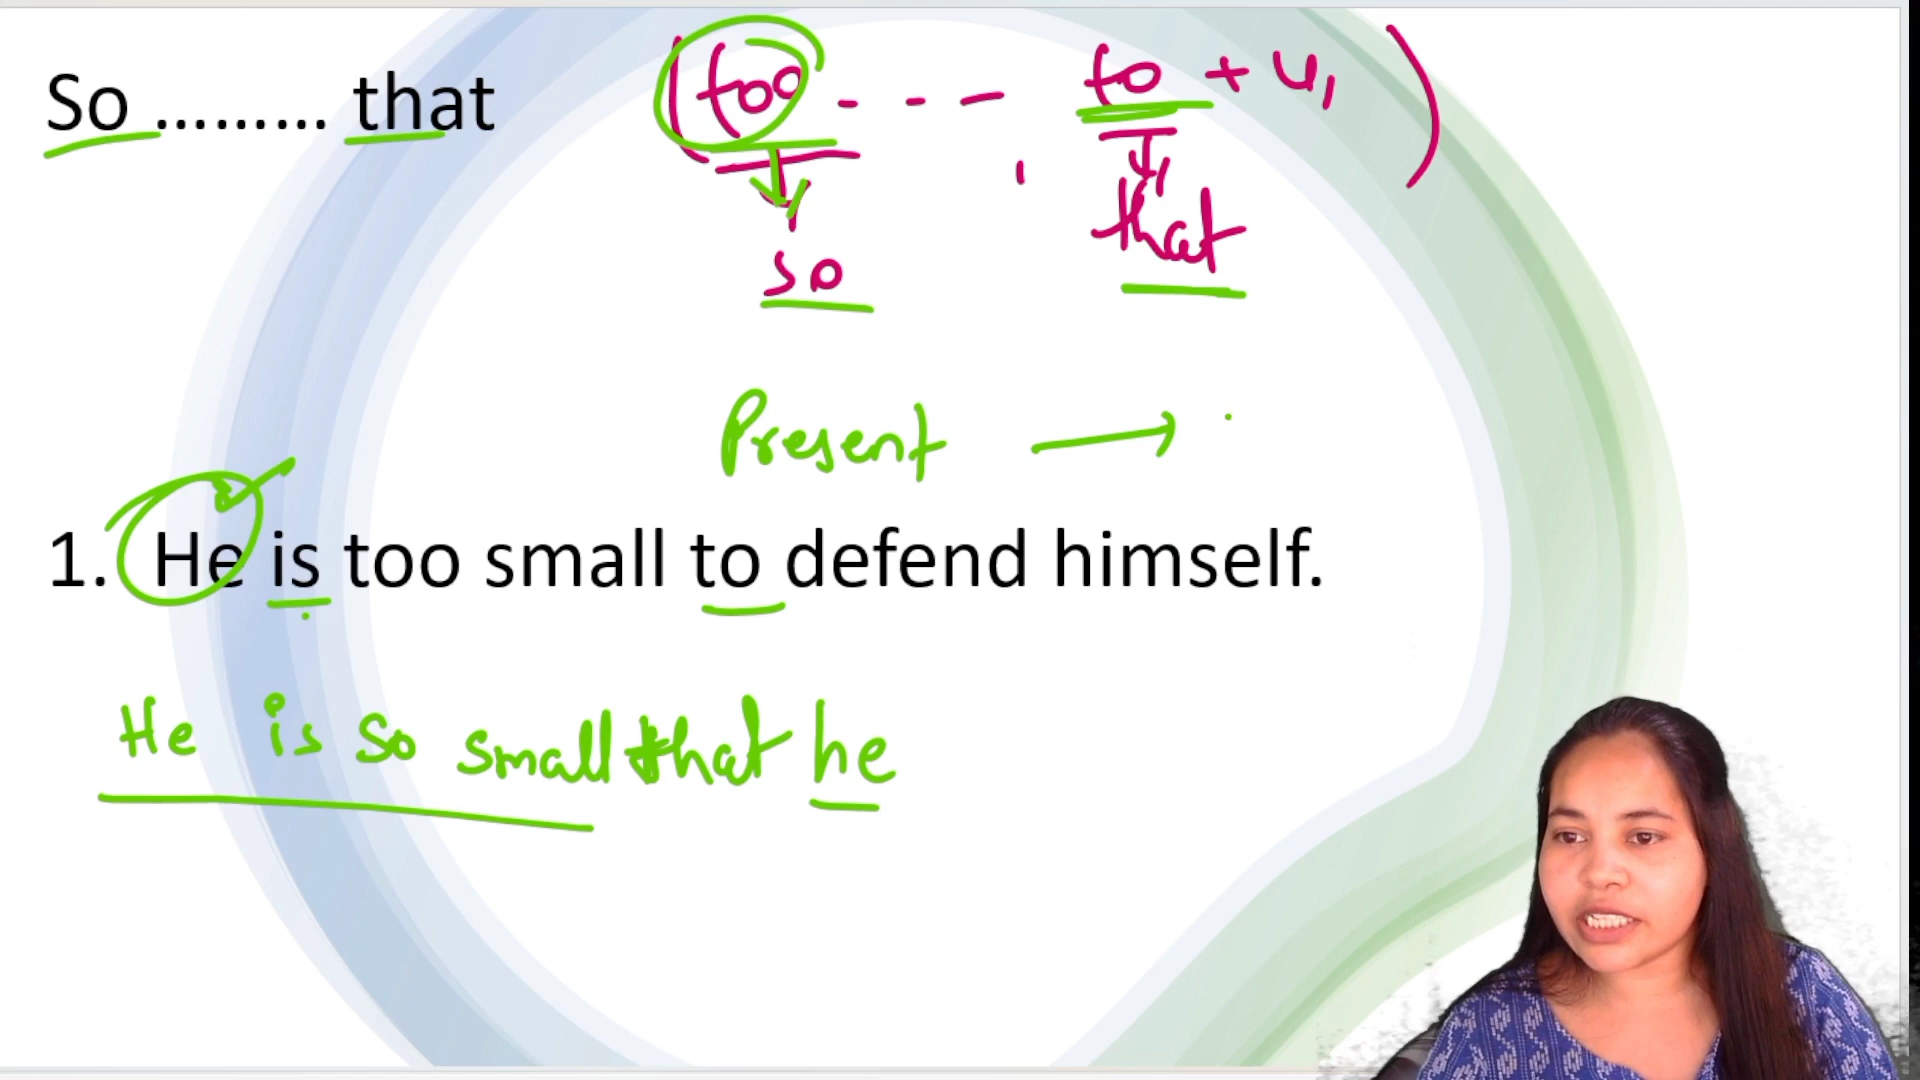 So ......... that (too - - - to + V1)
so that
Present →
1. He is too small to defend himself.
He is so small that he